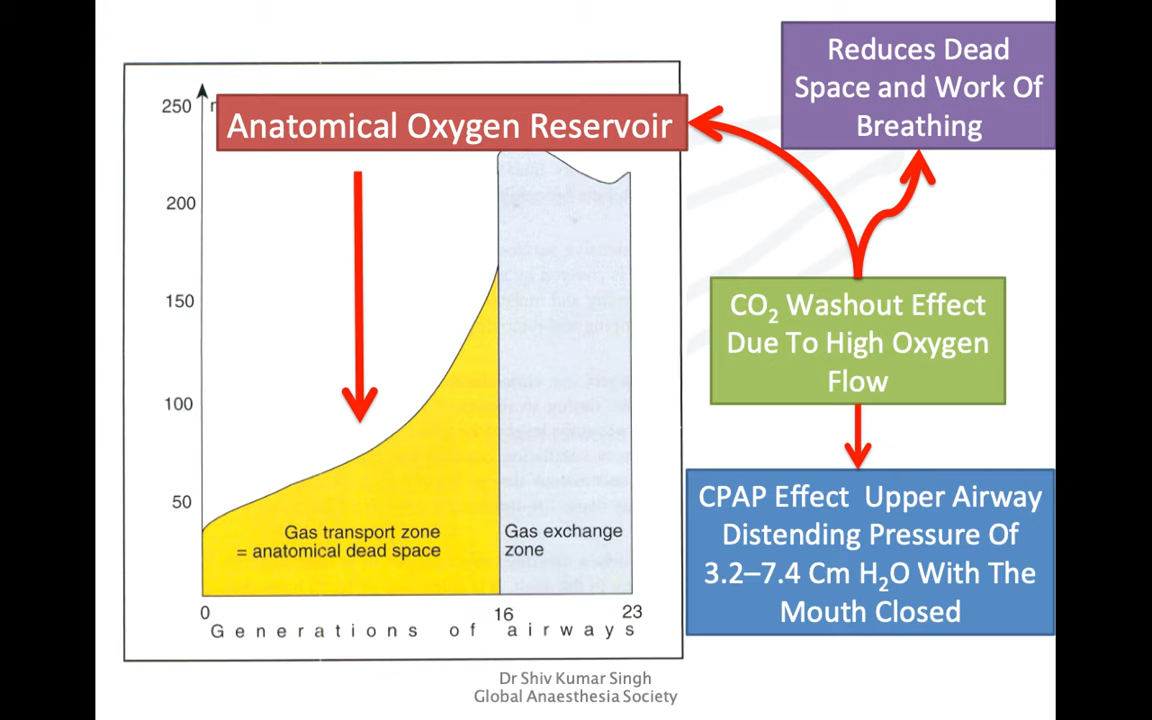 Reduces Dead
Space and Work Of
Breathing
Anatomical Oxygen Reservoir
CO₂ Washout Effect
Due To High Oxygen
Flow
CPAP Effect Upper Airway
Distending Pressure Of
3.2–7.4 Cm H₂O With The
Mouth Closed
250
200
150
100
50
Gas transport zone
= anatomical dead space
Gas exchange
zone
0
16
23
Generations of airways
Dr Shiv Kumar Singh
Global Anaesthesia Society